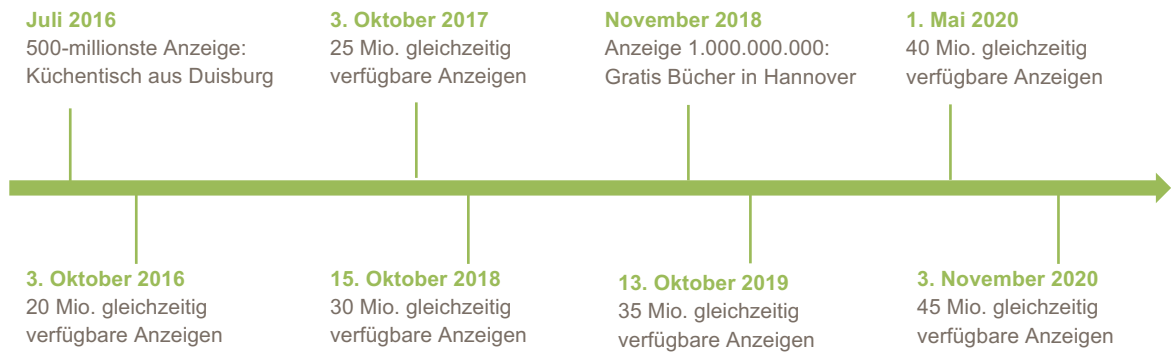 Juli 2016
500-millionste Anzeige:
Küchentisch aus Duisburg
3. Oktober 2017
25 Mio. gleichzeitig
verfügbare Anzeigen
November 2018
Anzeige 1.000.000.000:
Gratis Bücher in Hannover
1. Mai 2020
40 Mio. gleichzeitig
verfügbare Anzeigen
3. Oktober 2016
20 Mio. gleichzeitig
verfügbare Anzeigen
15. Oktober 2018
30 Mio. gleichzeitig
verfügbare Anzeigen
13. Oktober 2019
35 Mio. gleichzeitig
verfügbare Anzeigen
3. November 2020
45 Mio. gleichzeitig
verfügbare Anzeigen